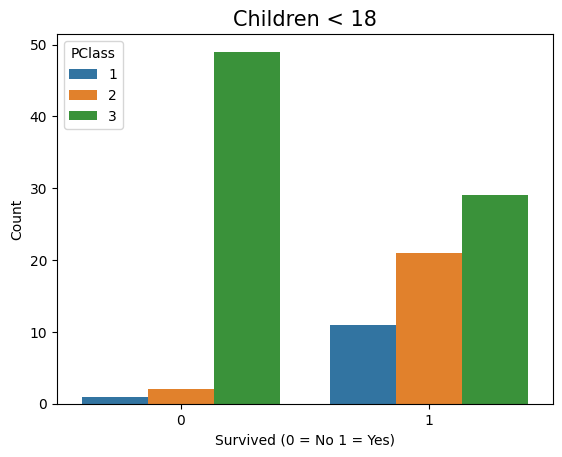 Children < 18
PClass
1
2
3
50
40
30
20
10
0
Count
0 1
Survived (0 = No 1 = Yes)